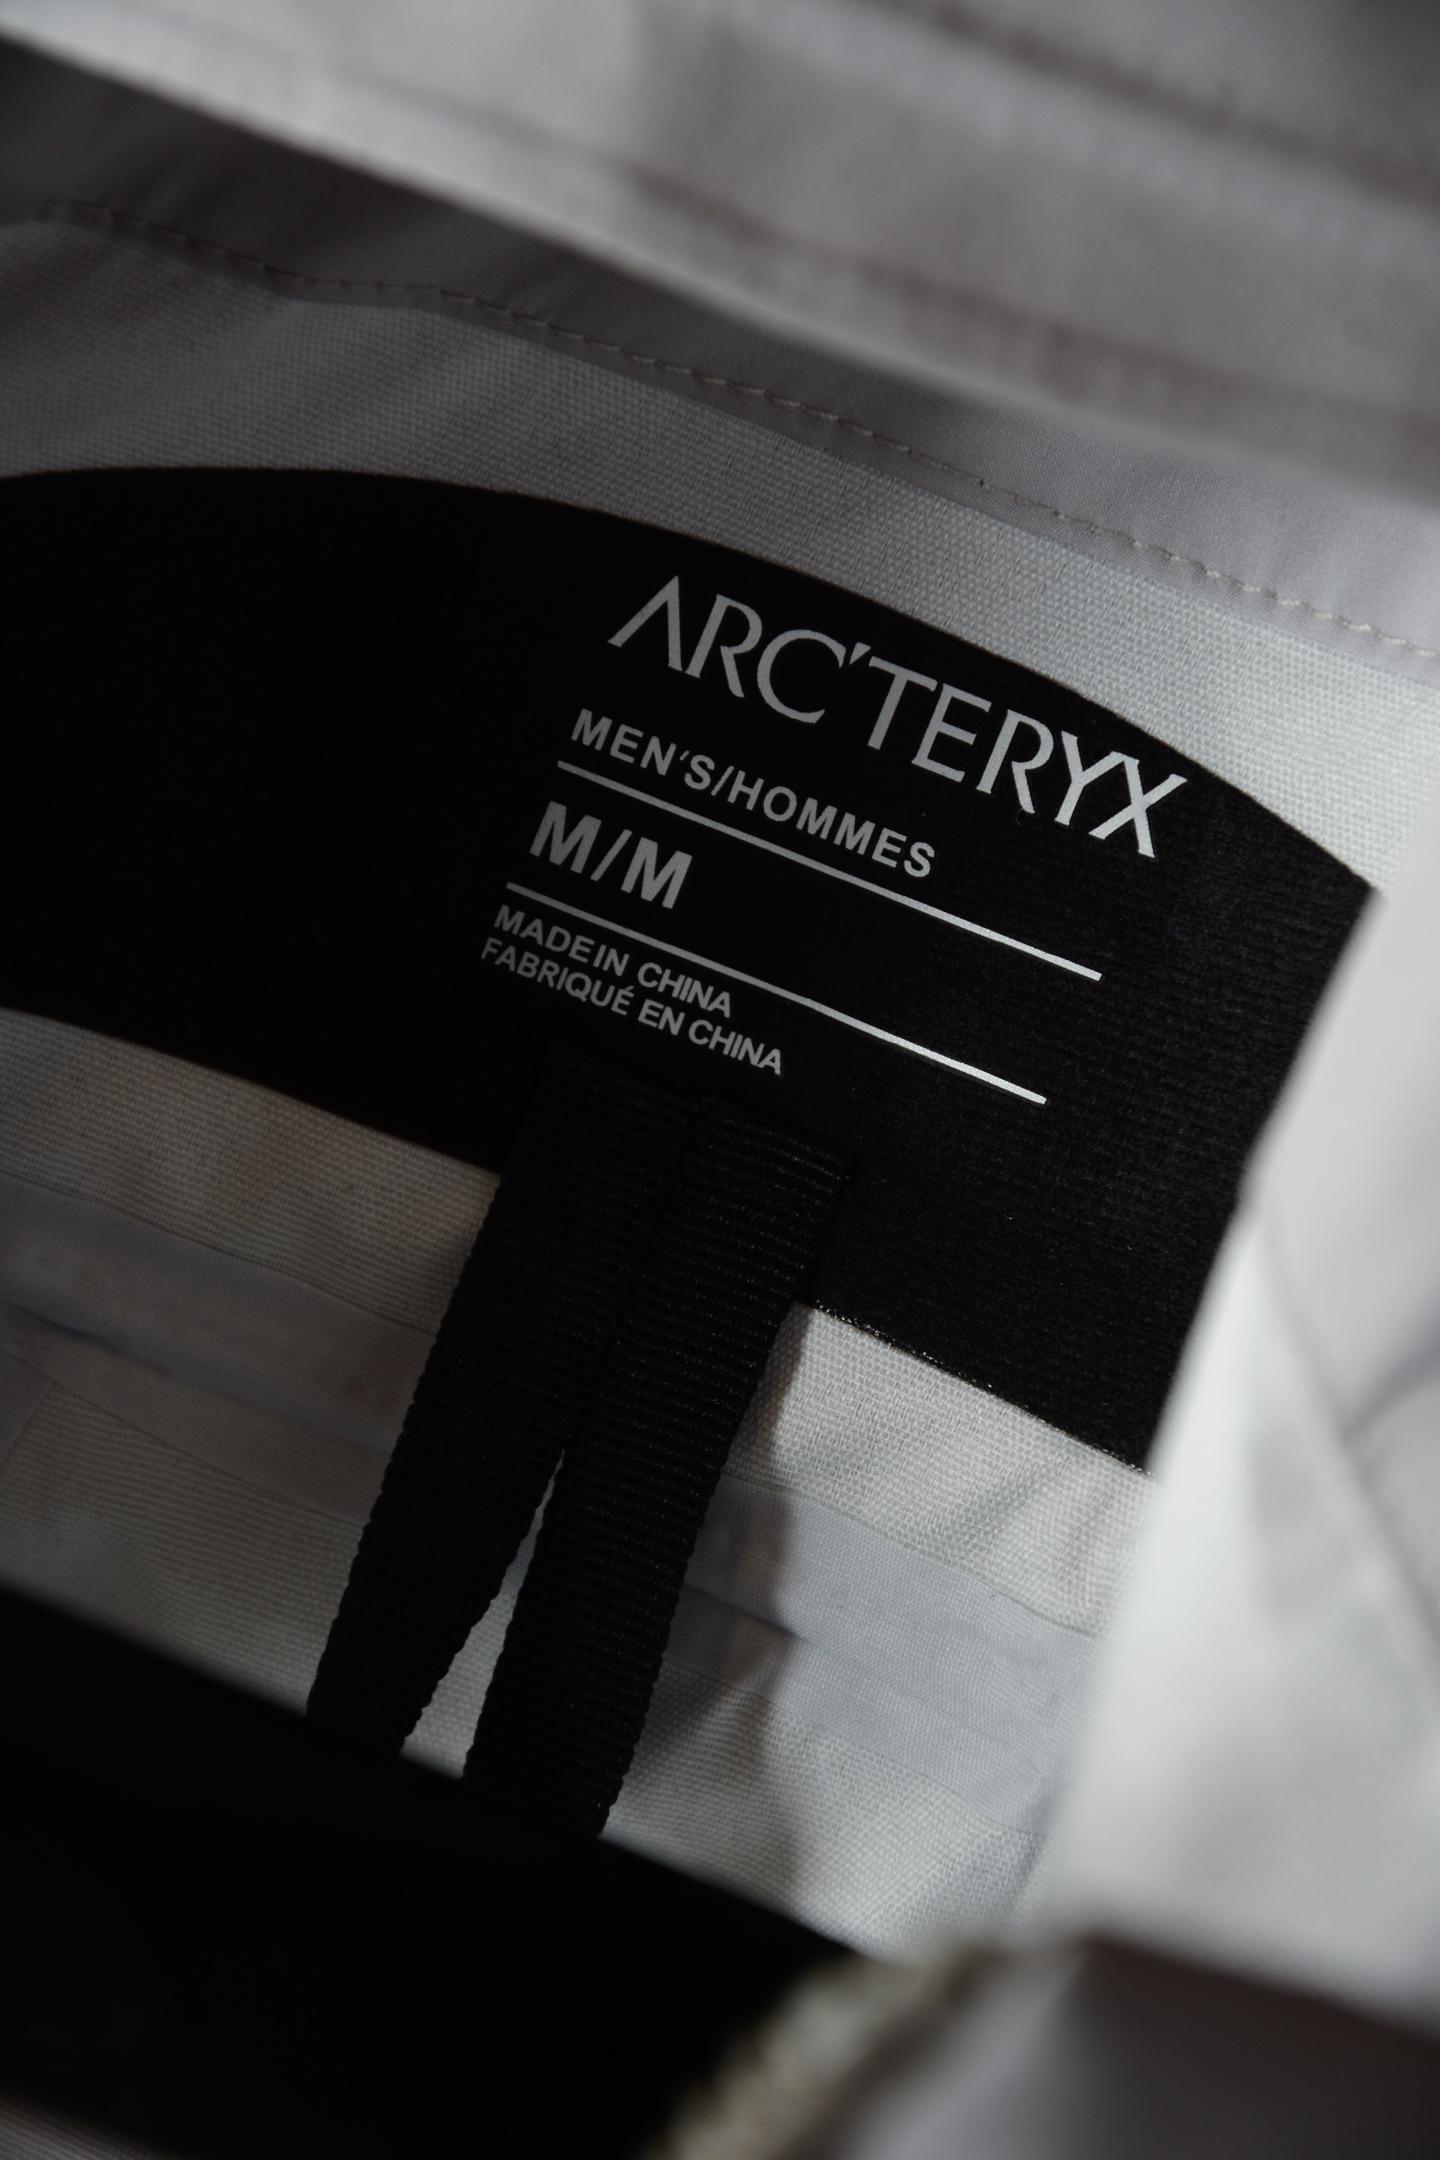 ARC'TERYX
MEN'S/HOMMES
M/M
MADE IN CHINA
FABRIQUÉ EN CHINA